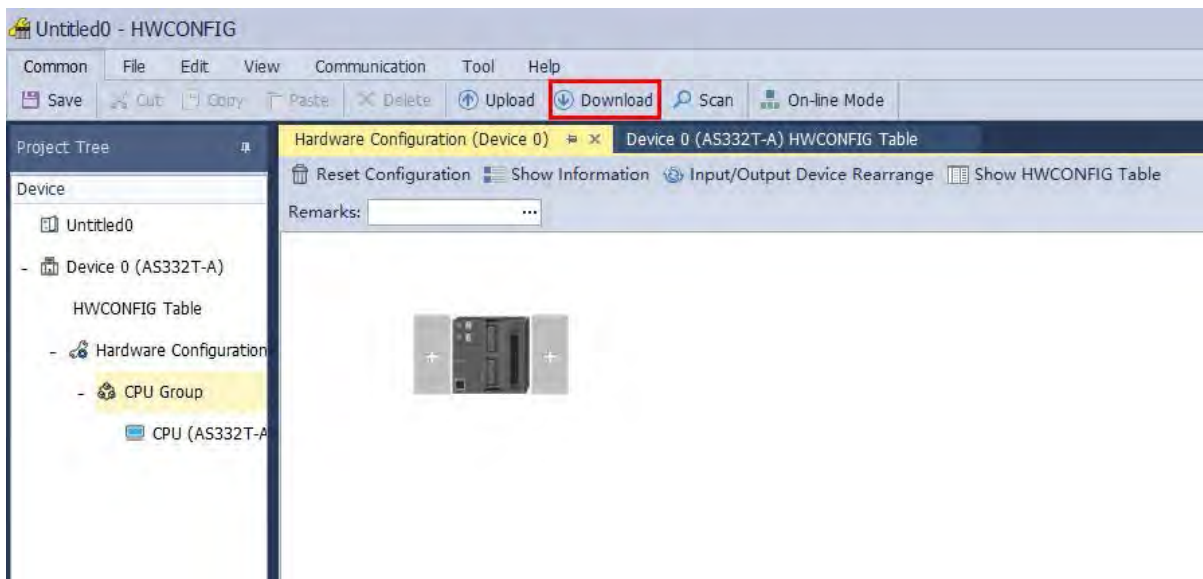 Untitled0 - HWCONFIG
Common File Edit View Communication Tool Help
Save Cut Copy Paste Delete Upload Download Scan On-line Mode
Project Tree
Hardware Configuration (Device 0) Device 0 (AS332T-A) HWCONFIG Table
Reset Configuration Show Information Input/Output Device Rearrange Show HWCONFIG Table
Device
Remarks: ...
Untitled0
- Device 0 (AS332T-A)
HWCONFIG Table
- Hardware Configuration
- CPU Group
CPU (AS332T-A